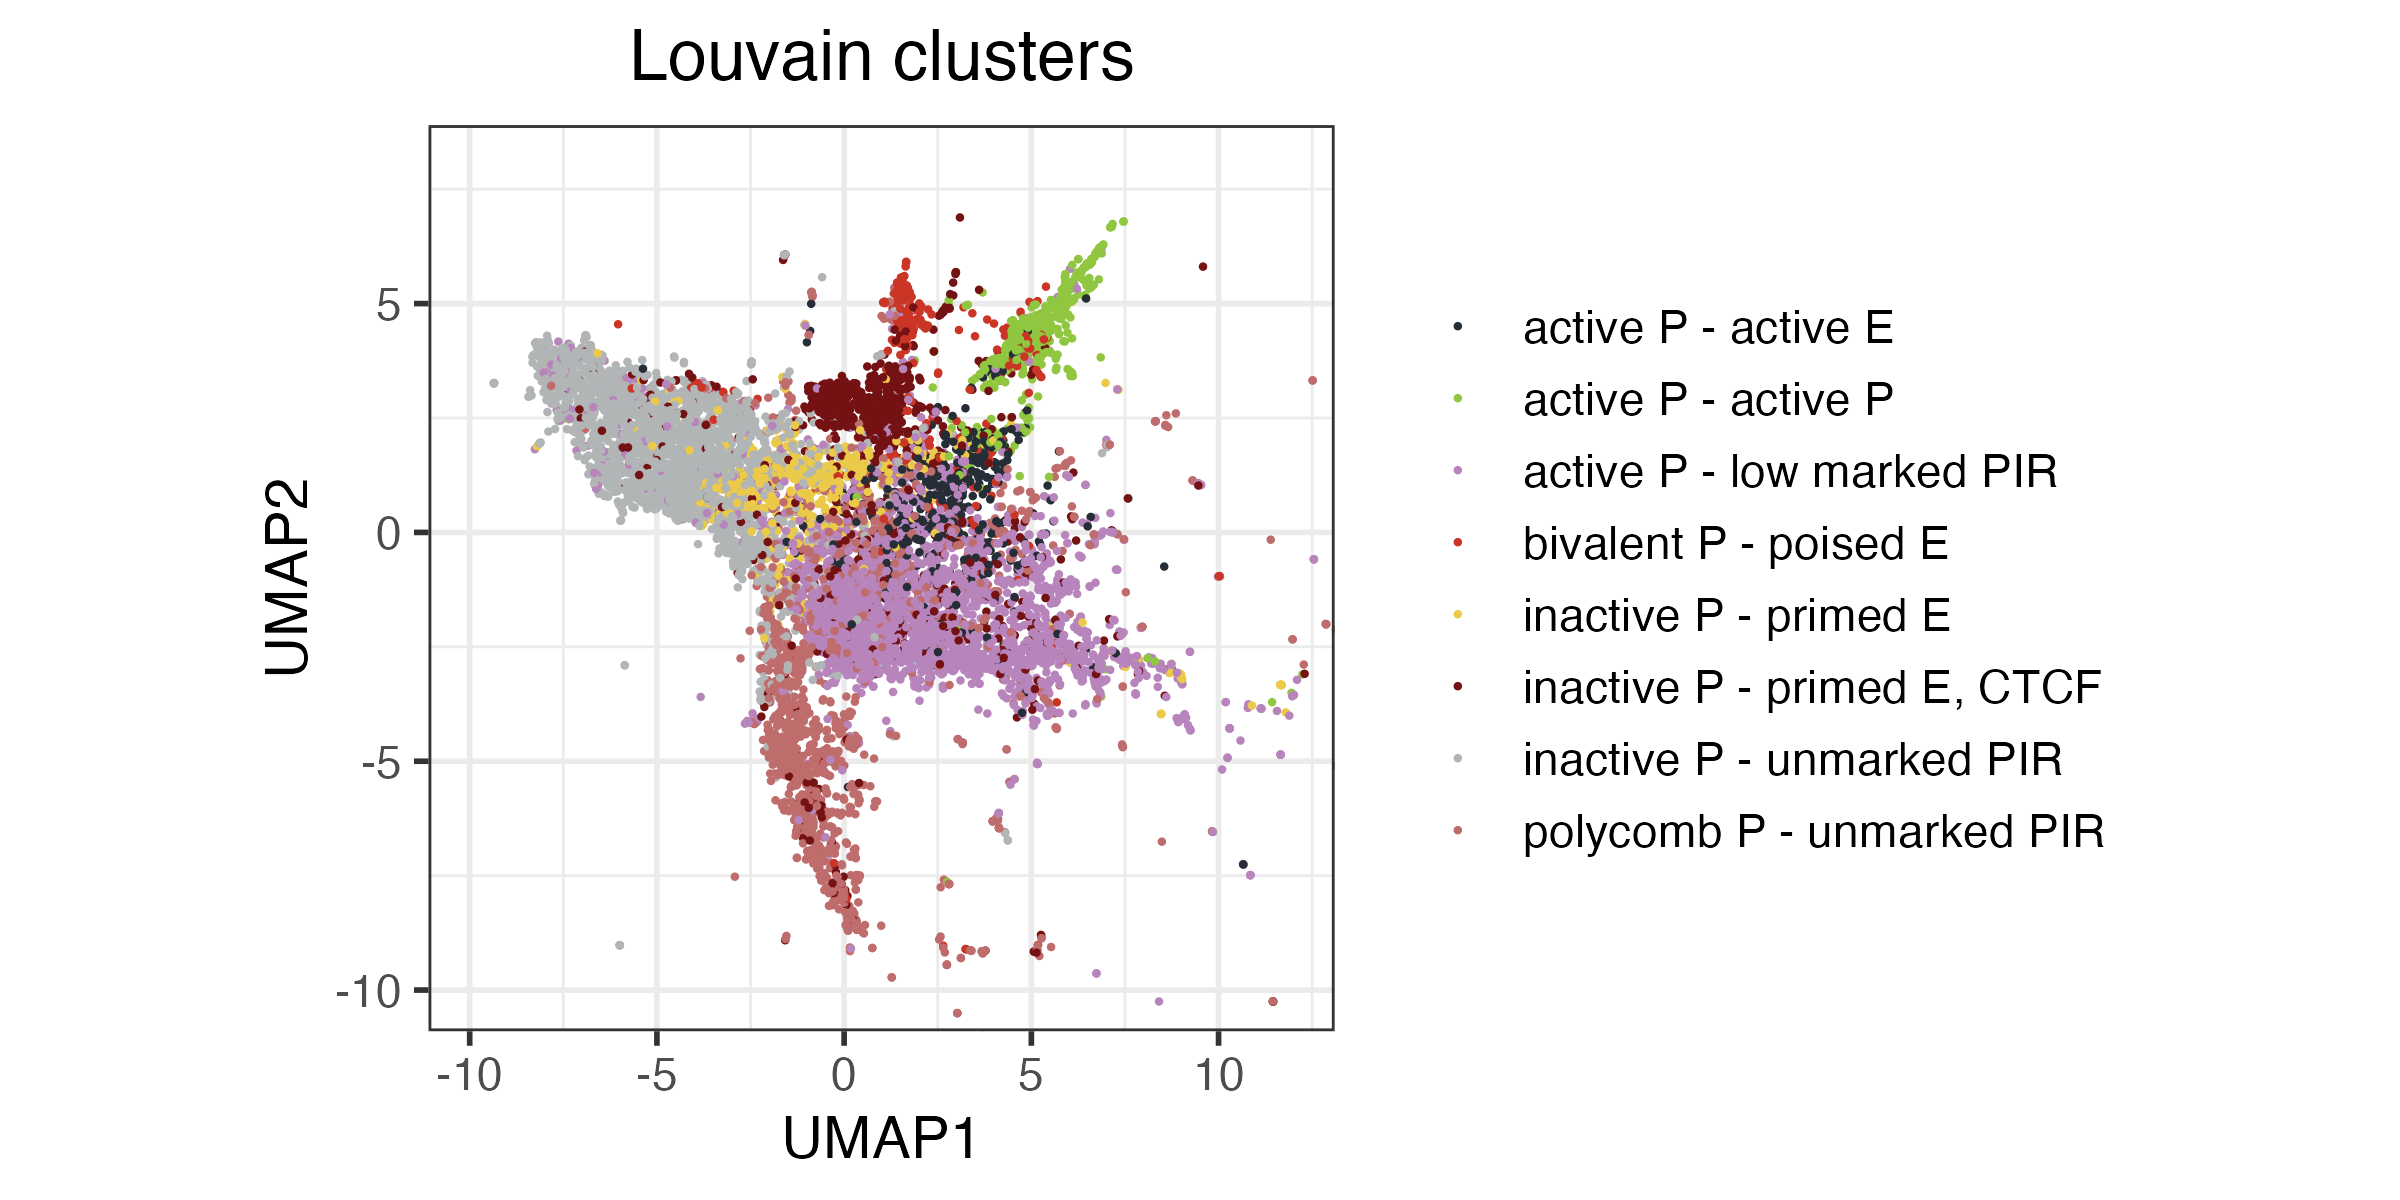 Louvain clusters
UMAP2
5
0
-5
-10
-10 -5 0 5 10
UMAP1
active P - active E
active P - active P
active P - low marked PIR
bivalent P - poised E
inactive P - primed E
inactive P - primed E, CTCF
inactive P - unmarked PIR
polycomb P - unmarked PIR